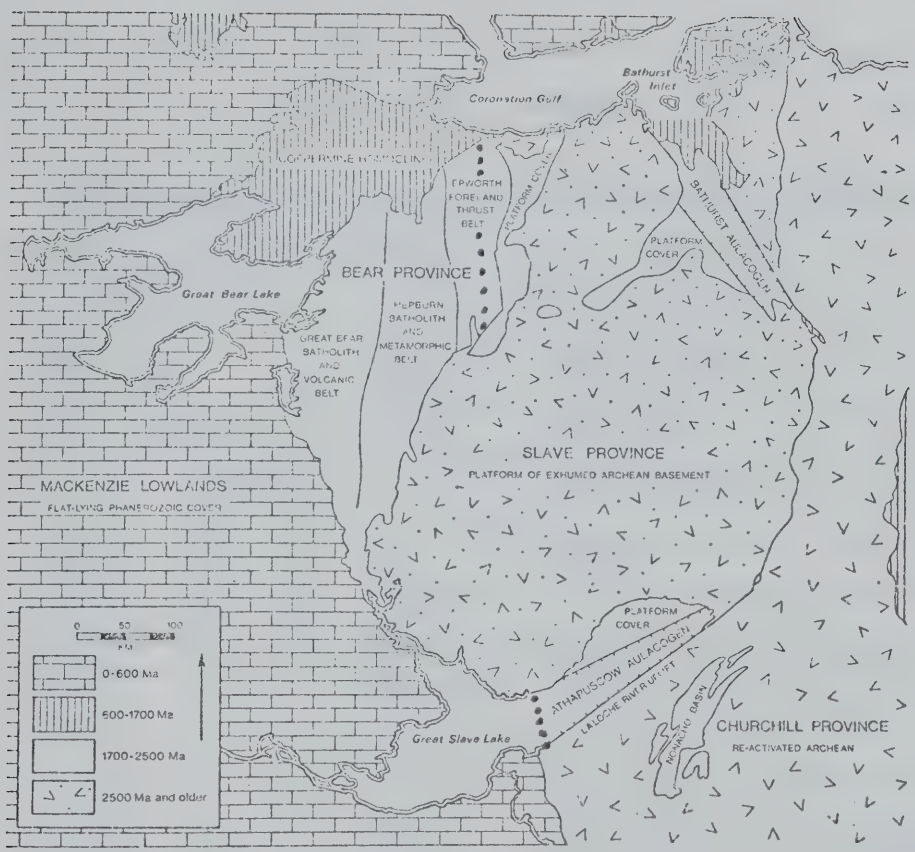 Bathurst
Inlet
Coronation Gulf
COPPERMINE HOMOCLINE
EPWORTH
FORELAND
THRUST
BELT
PLATFORM COVER
BATHURST AULACOGEN
PLATFORM
COVER
BEAR PROVINCE
Great Bear Lake
HEPBURN
BATHOLITH
AND
METAMORPHIC
BELT
GREAT BEAR
BATHOLITH
AND
VOLCANIC
BELT
SLAVE PROVINCE
PLATFORM OF EXHUMED ARCHEAN BASEMENT
MACKENZIE LOWLANDS
FLAT-LYING PHANEROZOIC COVER
PLATFORM
COVER
ATHAPUSCOW AULACOGEN
LA LOCHE RIVER UPLIFT
NONACHO BASIN
CHURCHILL PROVINCE
RE-ACTIVATED ARCHEAN
Great Slave Lake
0 50 100
KM
0-600 Ma
600-1700 Ma
1700-2500 Ma
2500 Ma and older